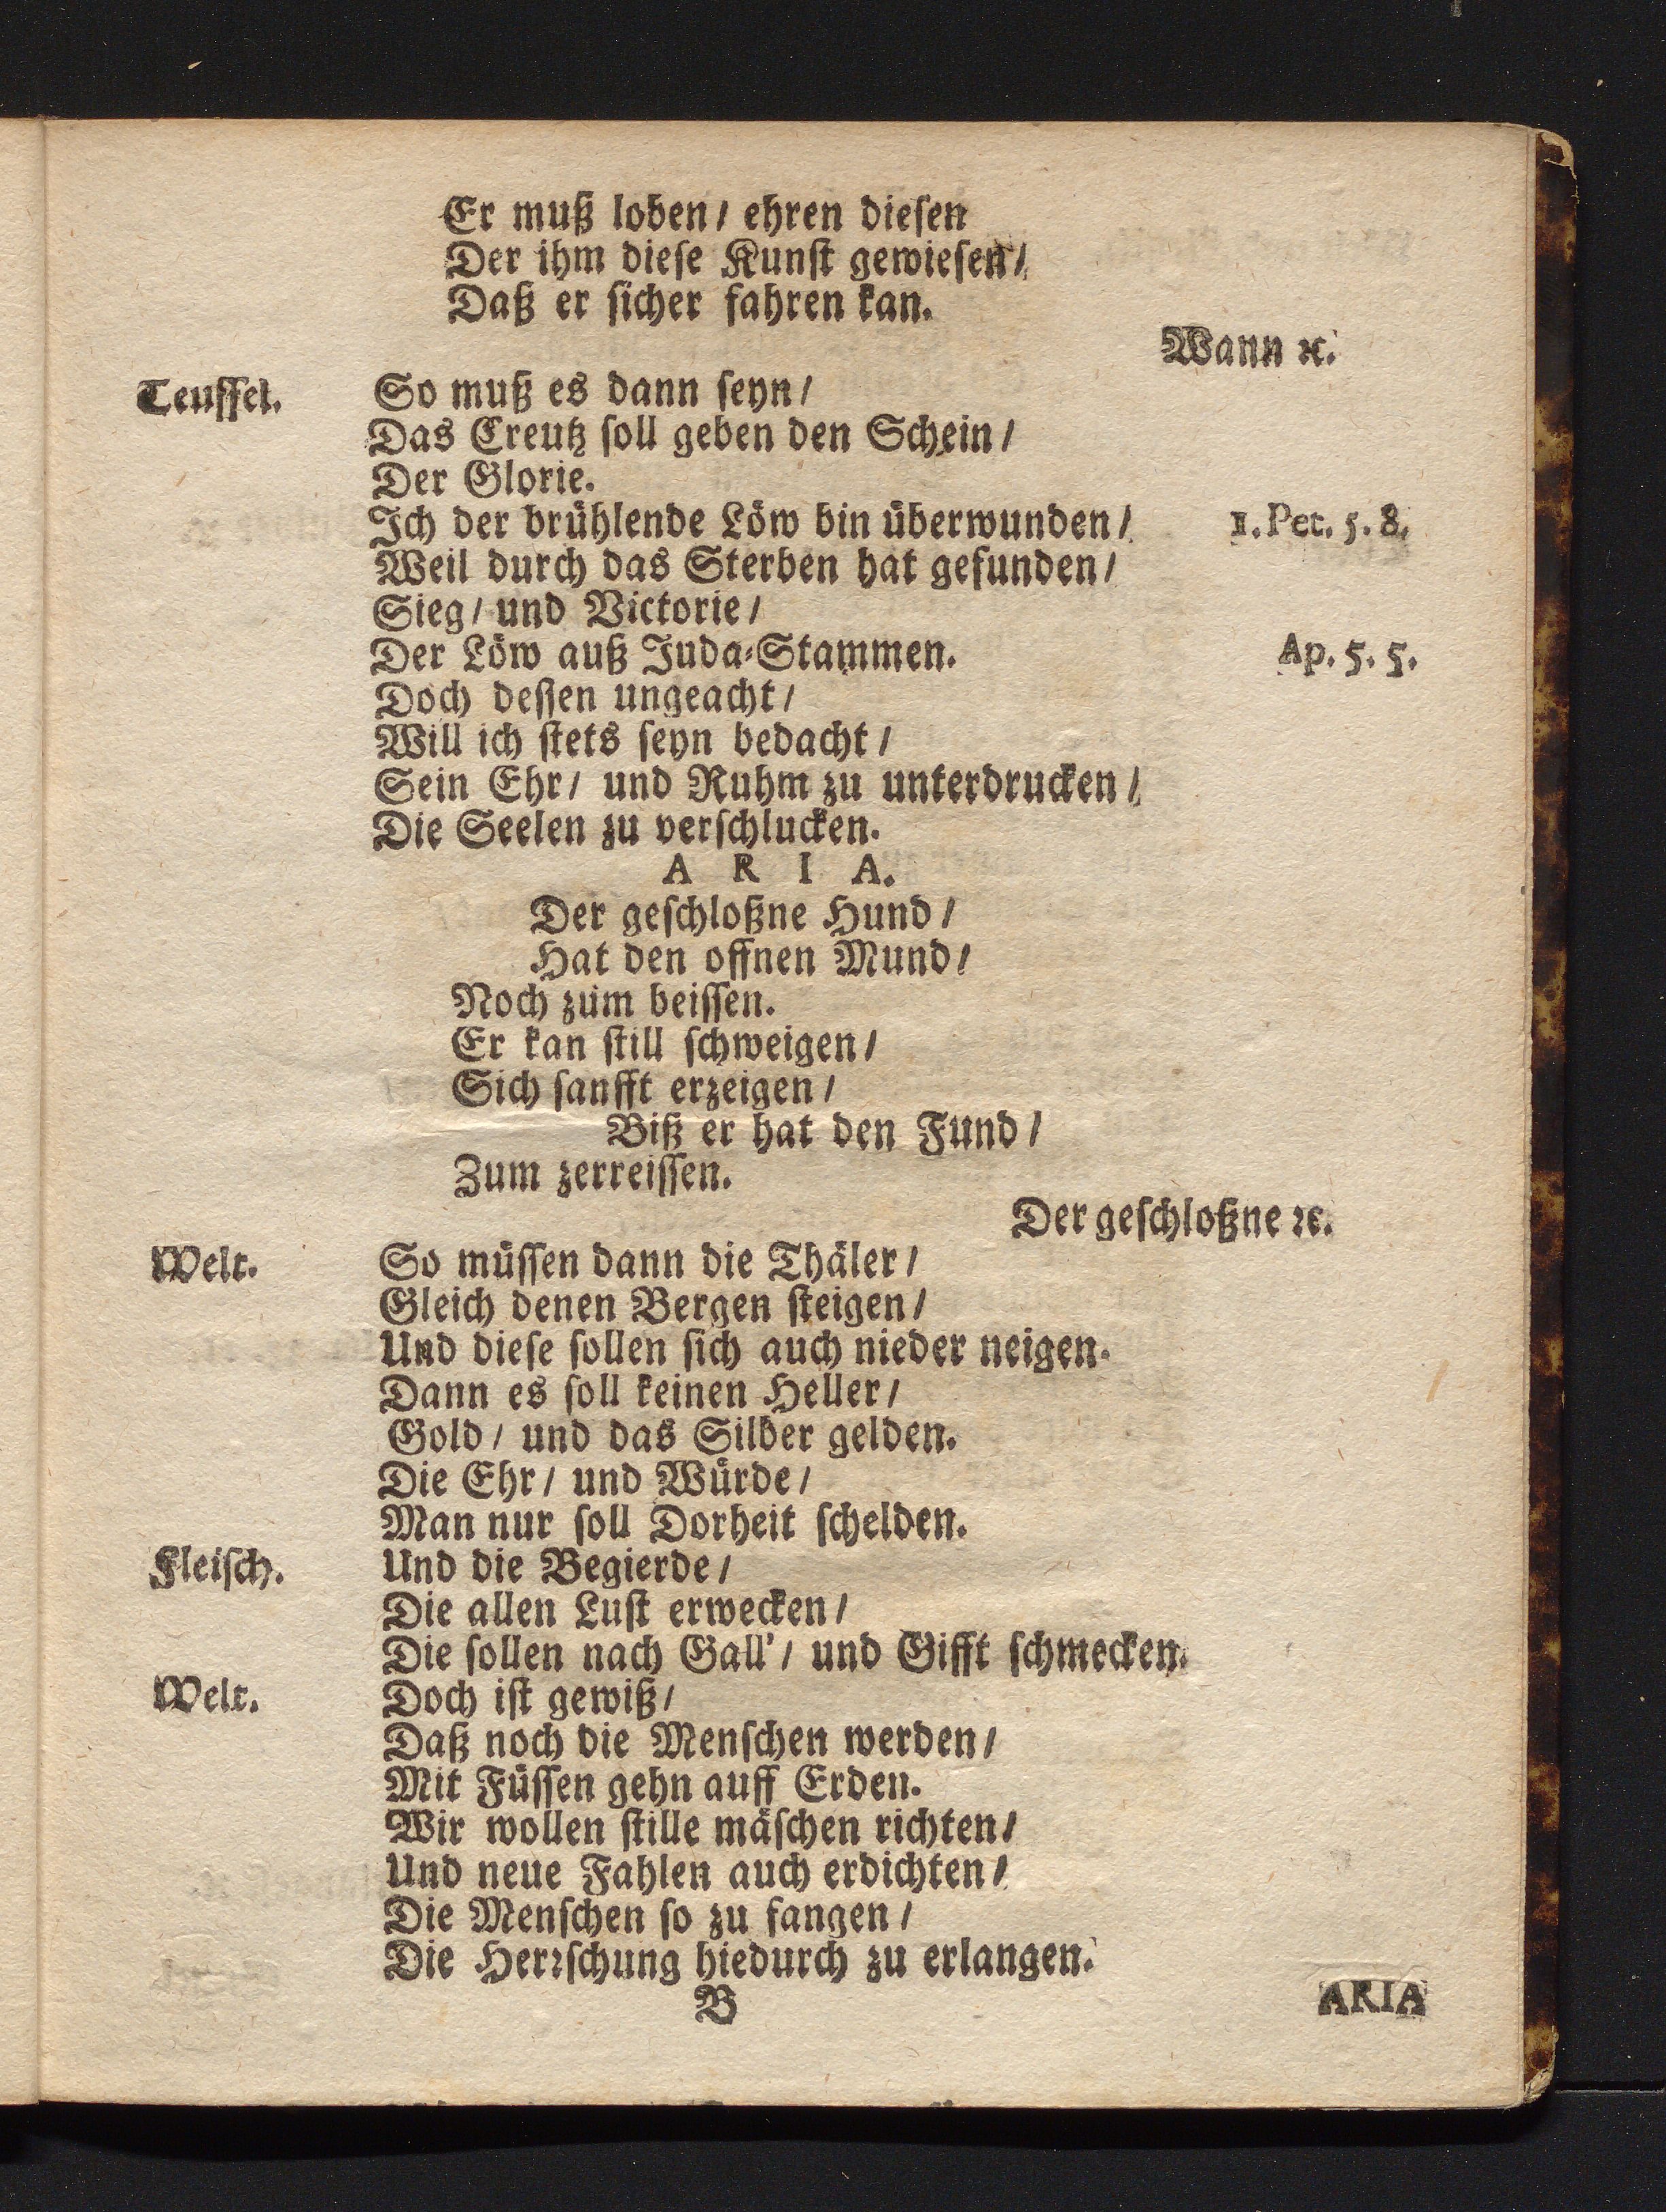 Er muß loben / ehren diesen
Der ihm diese Kunst gewiesen /
Daß er sicher fahren kan.
Wann ꝛc.
Teuffel. So muß es dann seyn /
Das Creutz soll geben den Schein /
Der Glorie.
Ich der brühlende Löw bin überwunden / 1. Pet. 5. 8.
Weil durch das Sterben hat gefunden /
Sieg / und Victorie /
Der Löw auß Juda-Stammen. Ap. 5. 5.
Doch dessen ungeacht /
Will ich stets seyn bedacht /
Sein Ehr / und Ruhm zu unterdrucken /
Die Seelen zu verschlucken.
A R I A.
Der geschloßne Hund /
Hat den offnen Mund /
Noch zum beissen.
Er kan still schweigen /
Sich sanfft erzeigen /
Biß er hat den Fund /
Zum zerreissen.
Der geschloßne ꝛc.
Welt. So müssen dann die Thäler /
Gleich denen Bergen steigen /
Und diese sollen sich auch nieder neigen.
Dann es soll keinen Heller /
Gold / und das Silber gelden.
Die Ehr / und Würde /
Man nur soll Dorheit schelden.
Fleisch. Und die Begierde /
Die allen Lust erwecken /
Die sollen nach Gall' / und Gifft schmecken.
Welt. Doch ist gewiß /
Daß noch die Menschen werden /
Mit Füssen gehn auff Erden.
Wir wollen stille mäschen richten /
Und neue Fahlen auch erdichten /
Die Menschen so zu fangen /
Die Herrschung hiedurch zu erlangen.
B ARIA